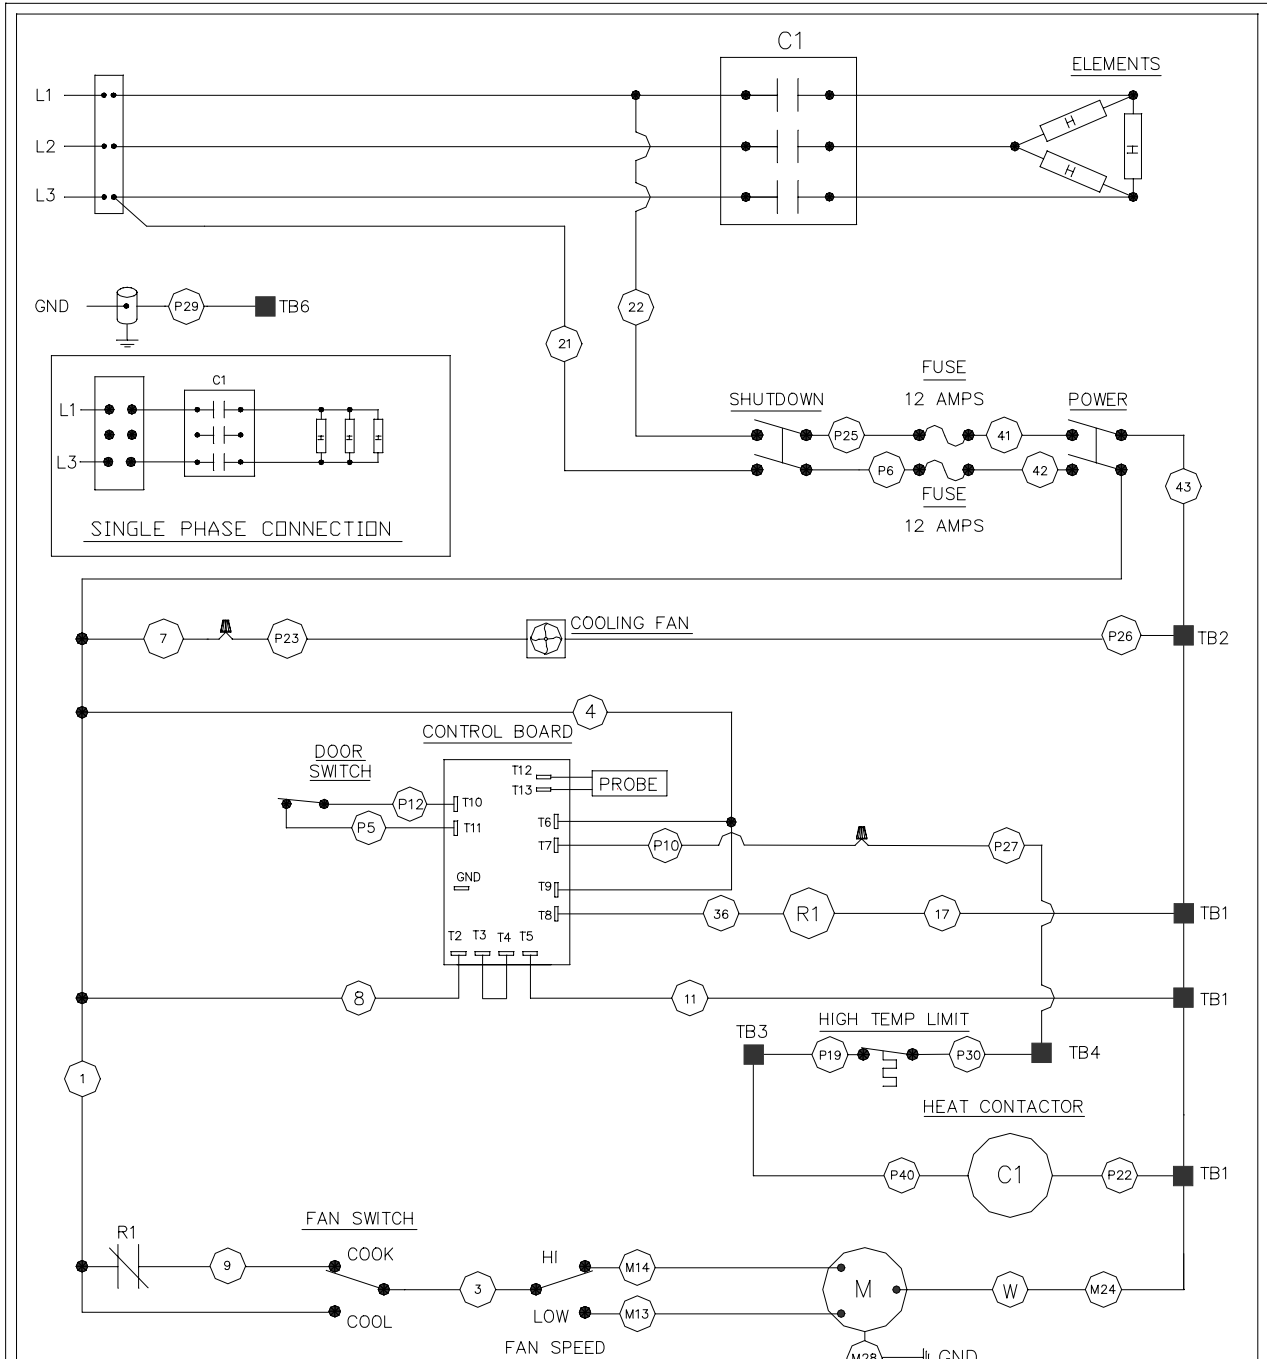 C1
ELEMENTS
L1
H
L2
H
H
L3
GND
P29
TB6
22
21
FUSE
12 AMPS
SHUTDOWN
POWER
P25
41
P6
42
43
FUSE
12 AMPS
C1
L1
H
H
H
L3
SINGLE PHASE CONNECTION
7
P23
COOLING FAN
P26
TB2
4
CONTROL BOARD
DOOR
SWITCH
T12
T13
PROBE
P12
T10
P5
T11
T6
T7
P10
P27
GND
T9
T8
36
R1
17
TB1
T2
T3
T4
T5
8
11
TB1
HIGH TEMP LIMIT
TB3
P19
P30
TB4
1
HEAT CONTACTOR
P40
C1
P22
TB1
FAN SWITCH
R1
9
COOK
HI
M14
3
M
W
M24
COOL
LOW
M13
FAN SPEED
M28
GND